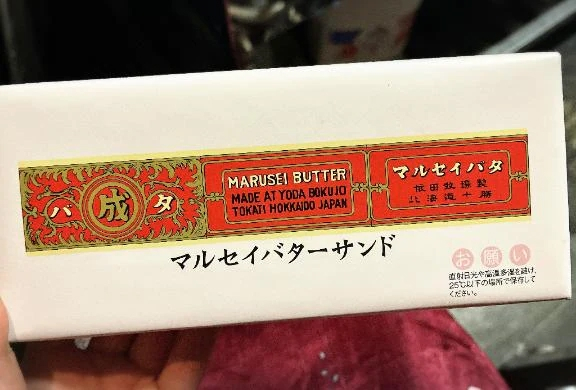 バ 成 タ
MARUSEI BUTTER
MADE AT YODA BOKUJO
TOKATI HOKKAIDO JAPAN
マルセイバタ
依田牧場製
北海道十勝
マルセイバターサンド
お願い
直射日光や高温多湿を避け、
25℃以下の場所で保存して
ください。